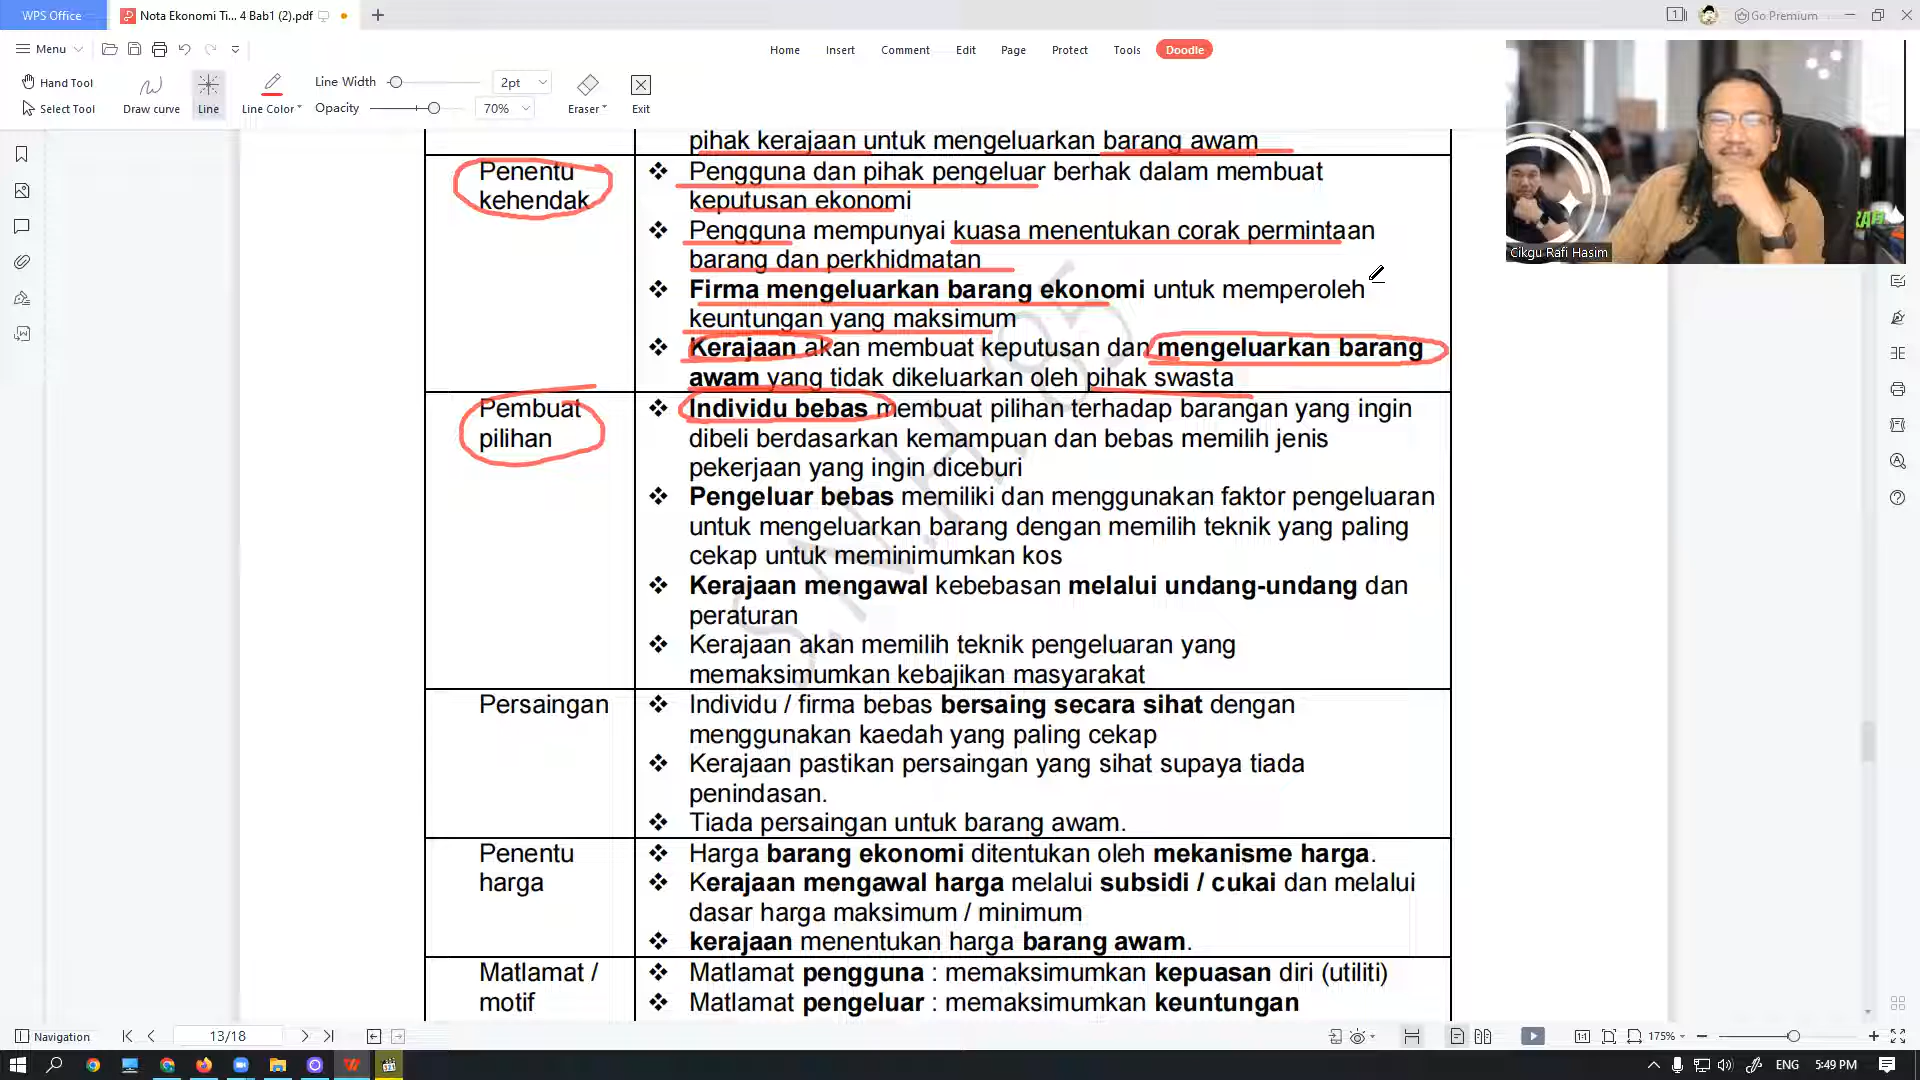 WPS Office
Nota Ekonomi Ti... 4 Bab1 (2).pdf
1
Go Premium
Menu
Home
Insert
Comment
Edit
Page
Protect
Tools
Doodle
Hand Tool
Select Tool
Draw curve
Line
Line Color
Line Width
2pt
Opacity
70%
Eraser
Exit
pihak kerajaan untuk mengeluarkan barang awam
Penentu
kehendak
❖ Pengguna dan pihak pengeluar berhak dalam membuat
keputusan ekonomi
❖ Pengguna mempunyai kuasa menentukan corak permintaan
barang dan perkhidmatan
❖ Firma mengeluarkan barang ekonomi untuk memperoleh
keuntungan yang maksimum
❖ Kerajaan akan membuat keputusan dan mengeluarkan barang
awam yang tidak dikeluarkan oleh pihak swasta
Pembuat
pilihan
❖ Individu bebas membuat pilihan terhadap barangan yang ingin
dibeli berdasarkan kemampuan dan bebas memilih jenis
pekerjaan yang ingin diceburi
❖ Pengeluar bebas memiliki dan menggunakan faktor pengeluaran
untuk mengeluarkan barang dengan memilih teknik yang paling
cekap untuk meminimumkan kos
❖ Kerajaan mengawal kebebasan melalui undang-undang dan
peraturan
❖ Kerajaan akan memilih teknik pengeluaran yang
memaksimumkan kebajikan masyarakat
Persaingan
❖ Individu / firma bebas bersaing secara sihat dengan
menggunakan kaedah yang paling cekap
❖ Kerajaan pastikan persaingan yang sihat supaya tiada
penindasan.
❖ Tiada persaingan untuk barang awam.
Penentu
harga
❖ Harga barang ekonomi ditentukan oleh mekanisme harga.
❖ Kerajaan mengawal harga melalui subsidi / cukai dan melalui
dasar harga maksimum / minimum
❖ kerajaan menentukan harga barang awam.
Matlamat /
motif
❖ Matlamat pengguna : memaksimumkan kepuasan diri (utiliti)
❖ Matlamat pengeluar : memaksimumkan keuntungan
Cikgu Rafi Hasim
Navigation
13/18
175%
ENG
5:49 PM